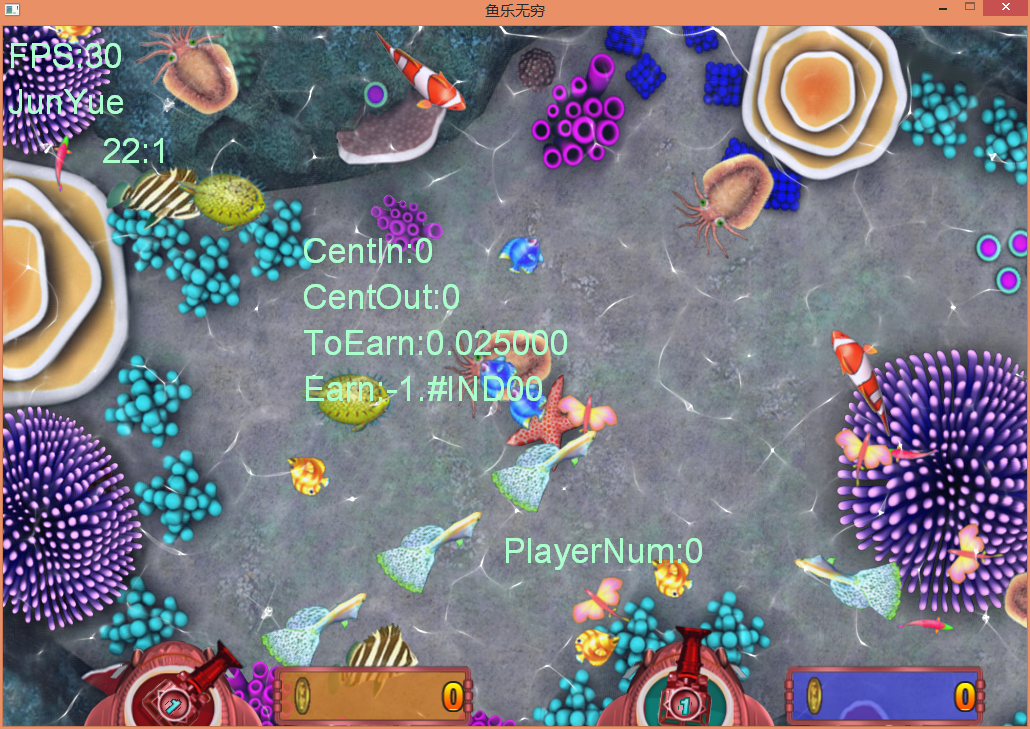 鱼乐无穷
FPS:30
JunYue
22:1
CentIn:0
CentOut:0
ToEarn:0.025000
Earn:-1.#IND00
PlayerNum:0
1
0
1
0